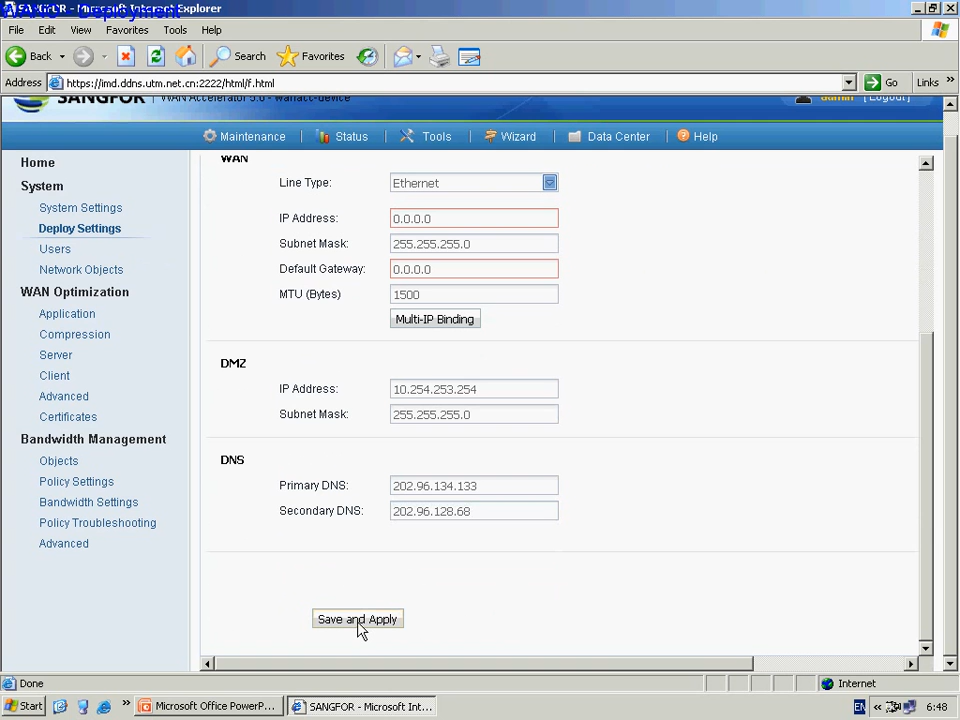 SANGFOR - Microsoft Internet Explorer
File Edit View Favorites Tools Help
Back Search Favorites
Address https://imd.ddns.utm.net.cn:2222/html/f.html Go Links
SANGFOR WAN Accelerator 5.0 - wanacc-device admin [Logout]
Maintenance Status Tools Wizard Data Center Help
Home
System
System Settings
Deploy Settings
Users
Network Objects
WAN Optimization
Application
Compression
Server
Client
Advanced
Certificates
Bandwidth Management
Objects
Policy Settings
Bandwidth Settings
Policy Troubleshooting
Advanced
WAN
Line Type: Ethernet
IP Address: 0.0.0.0
Subnet Mask: 255.255.255.0
Default Gateway: 0.0.0.0
MTU (Bytes) 1500
Multi-IP Binding
DMZ
IP Address: 10.254.253.254
Subnet Mask: 255.255.255.0
DNS
Primary DNS: 202.96.134.133
Secondary DNS: 202.96.128.68
Save and Apply
Done Internet
Start Microsoft Office PowerP... SANGFOR - Microsoft Int... EN 6:48